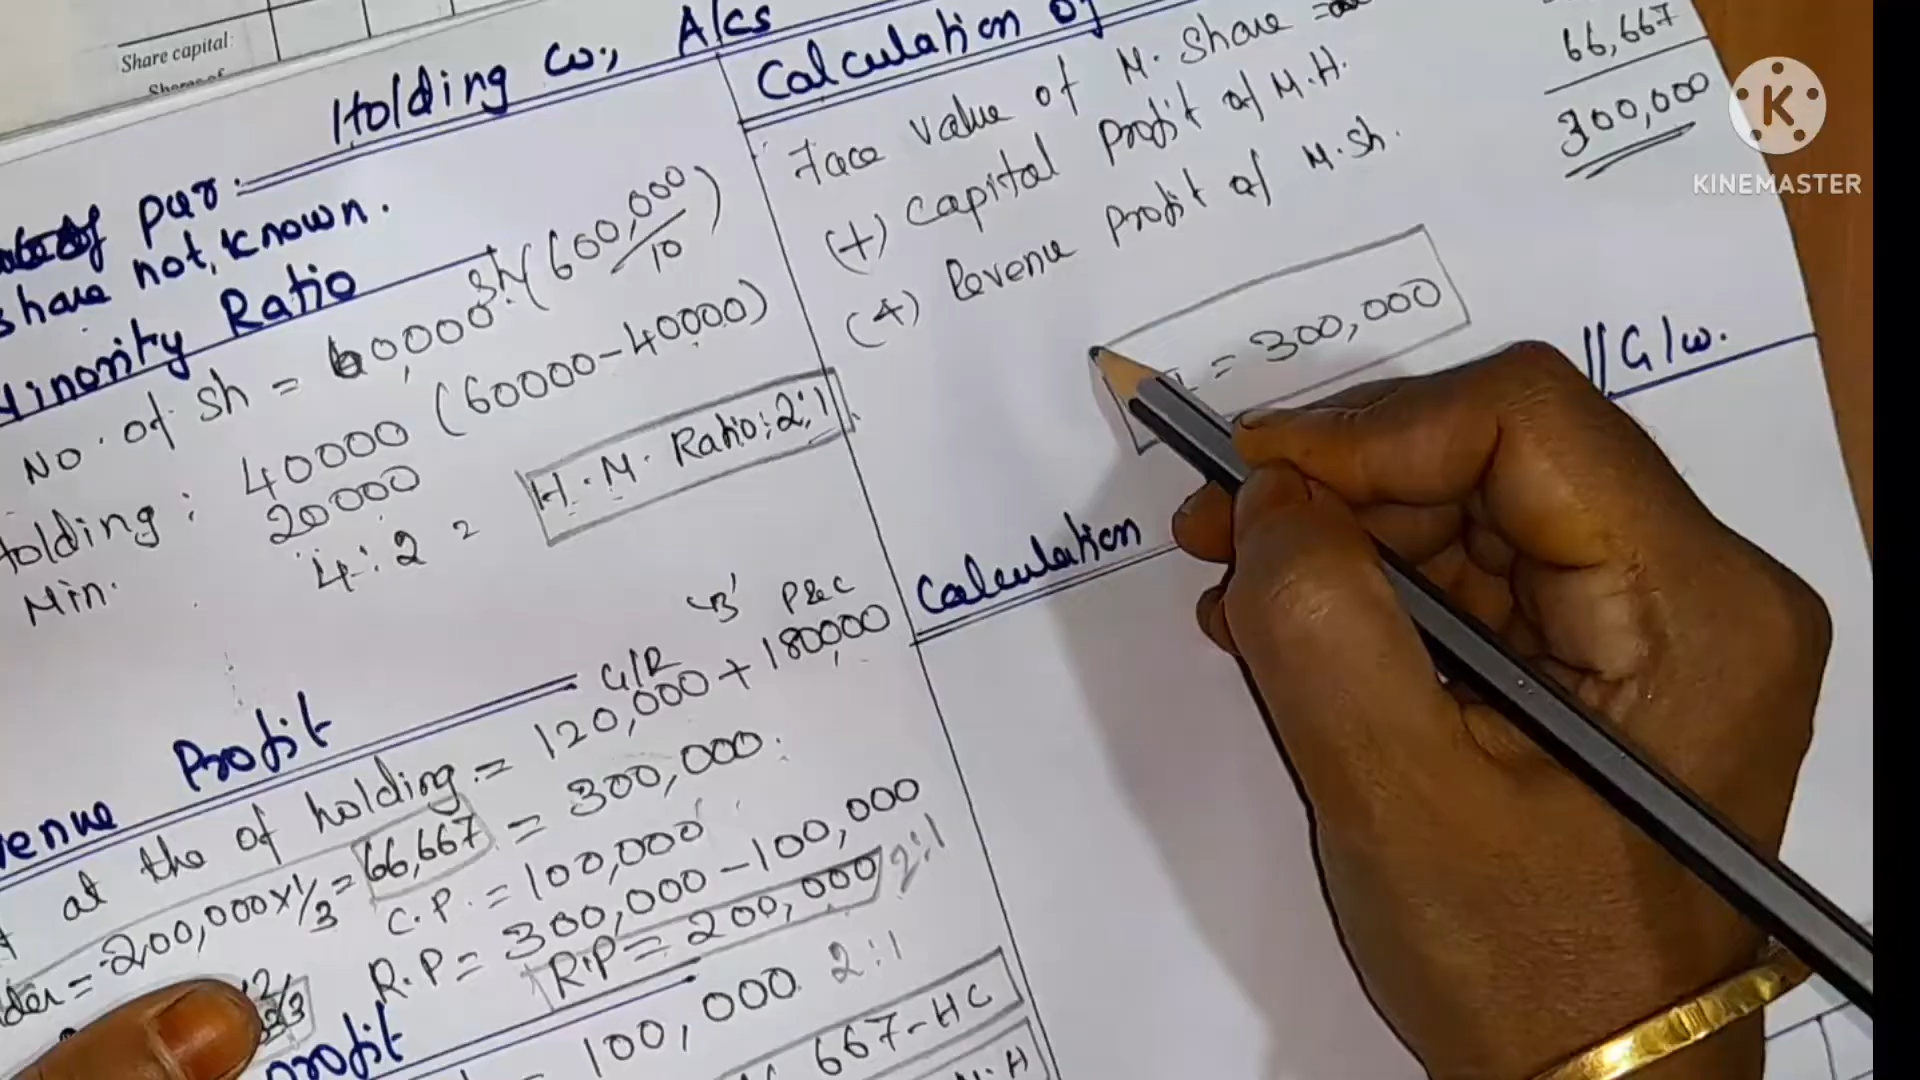 Share capital:
Holding Co., A/cs
pur:
share not known.
Minority Ratio
No. of sh = 60,000 sh (600,000/10)
Holding: 40000 (60000-40000)
Min. 20000
4:2 =
H.M. Ratio: 2:1
Profit
G/R 'B' P&L
at the of holding = 120,000 + 180000
= 300,000
200,000 x 1/3 = 66,667
C.P. = 100,000
R.P = 300,000 - 100,000
R.P = 200,000 2:1
profit
100,000 2:1
667-HC
M.H
Calculation of
Face value of M. Share =
(+) Capital Profit of M.H.
(+) Revenue Profit of M.Sh.
66,667
300,000
= 300,000
Calculation
G/w.
K
KINEMASTER